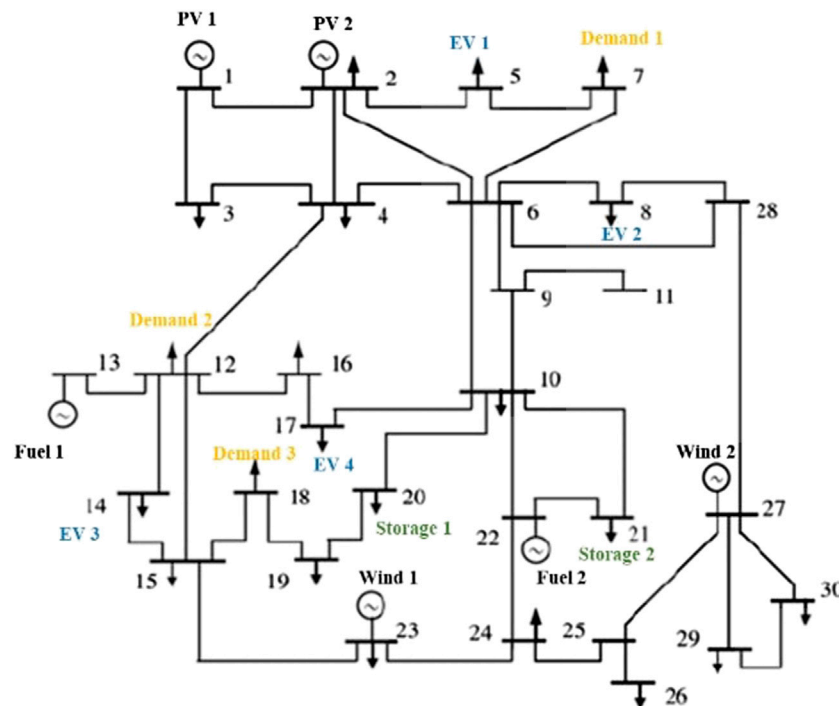 PV 1
PV 2
EV 1
Demand 1
1
2
5
7
3
4
6
8
28
EV 2
9
11
Demand 2
13
12
16
10
17
Fuel 1
Demand 3
EV 4
Wind 2
14
18
20
27
EV 3
Storage 1
22
21
Storage 2
15
19
Wind 1
Fuel 2
30
23
24
25
29
26